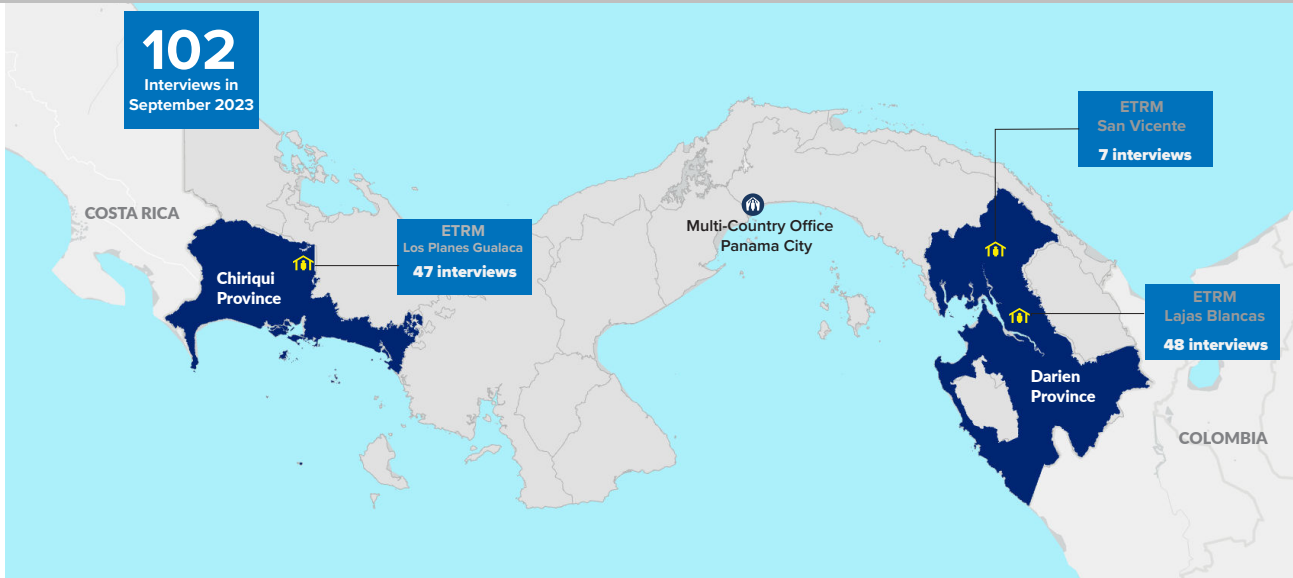 102
Interviews in
September 2023
ETRM
San Vicente
7 interviews
COSTA RICA
ETRM
Los Planes Gualaca
47 interviews
Multi-Country Office
Panama City
Chiriqui
Province
ETRM
Lajas Blancas
48 interviews
Darien
Province
COLOMBIA